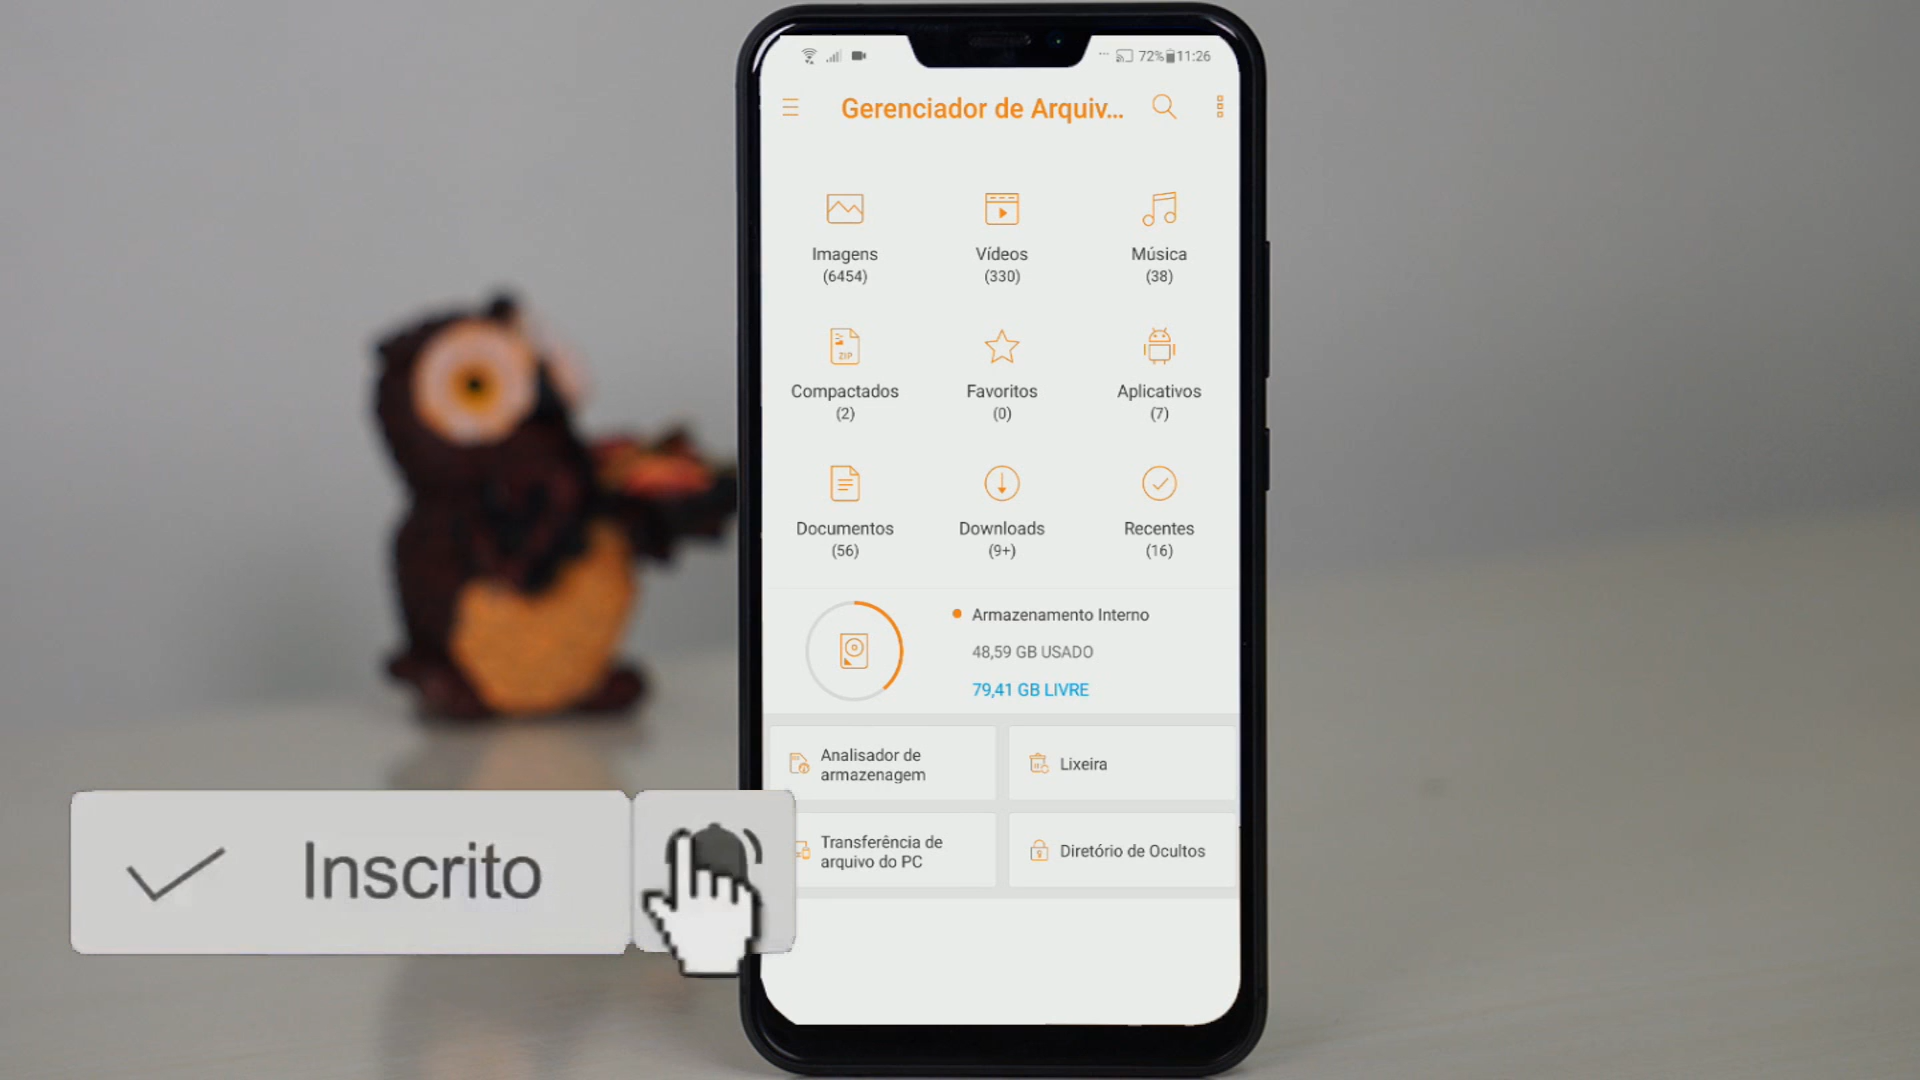 72% 11:26
Gerenciador de Arquiv...
Imagens
(6454)
Vídeos
(330)
Música
(38)
ZIP
Compactados
(2)
Favoritos
(0)
Aplicativos
(7)
Documentos
(56)
Downloads
(9+)
Recentes
(16)
Armazenamento Interno
48,59 GB USADO
79,41 GB LIVRE
Analisador de
armazenagem
Lixeira
Transferência de
arquivo do PC
Diretório de Ocultos
Inscrito